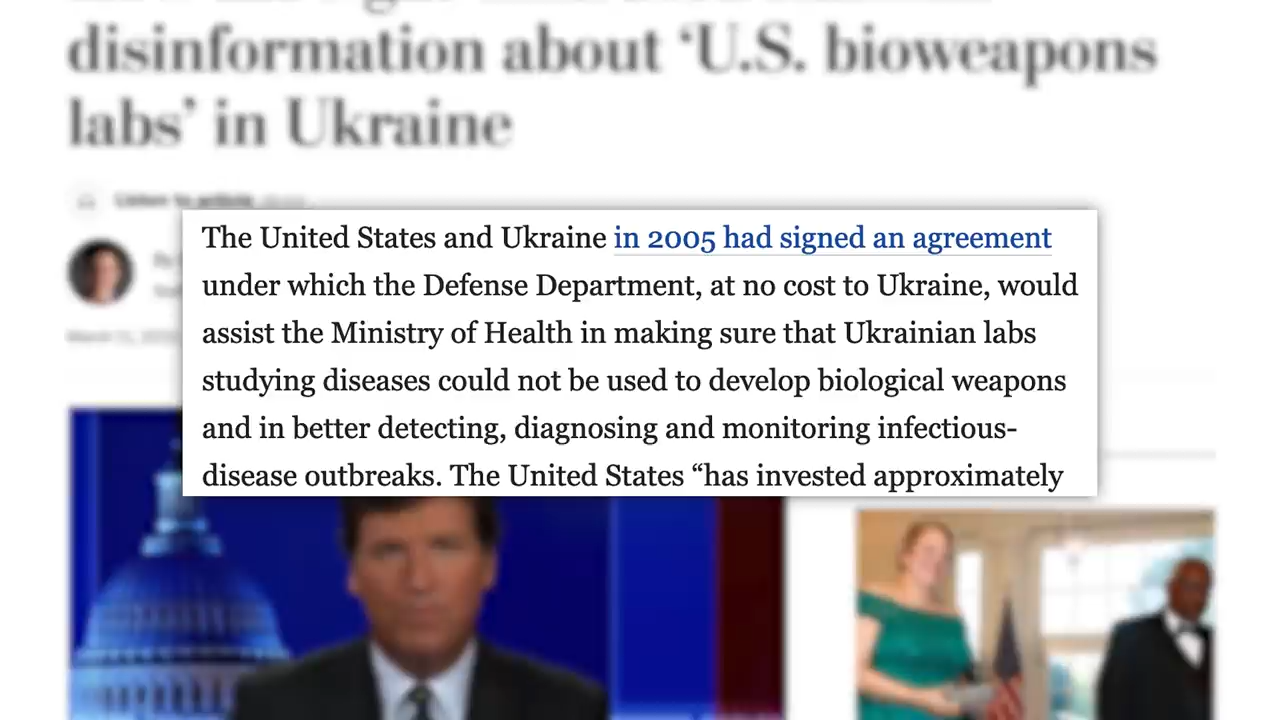 disinformation about ‘U.S. bioweapons
labs’ in Ukraine
Listen to article
The United States and Ukraine in 2005 had signed an agreement
under which the Defense Department, at no cost to Ukraine, would
assist the Ministry of Health in making sure that Ukrainian labs
studying diseases could not be used to develop biological weapons
and in better detecting, diagnosing and monitoring infectious-
disease outbreaks. The United States “has invested approximately